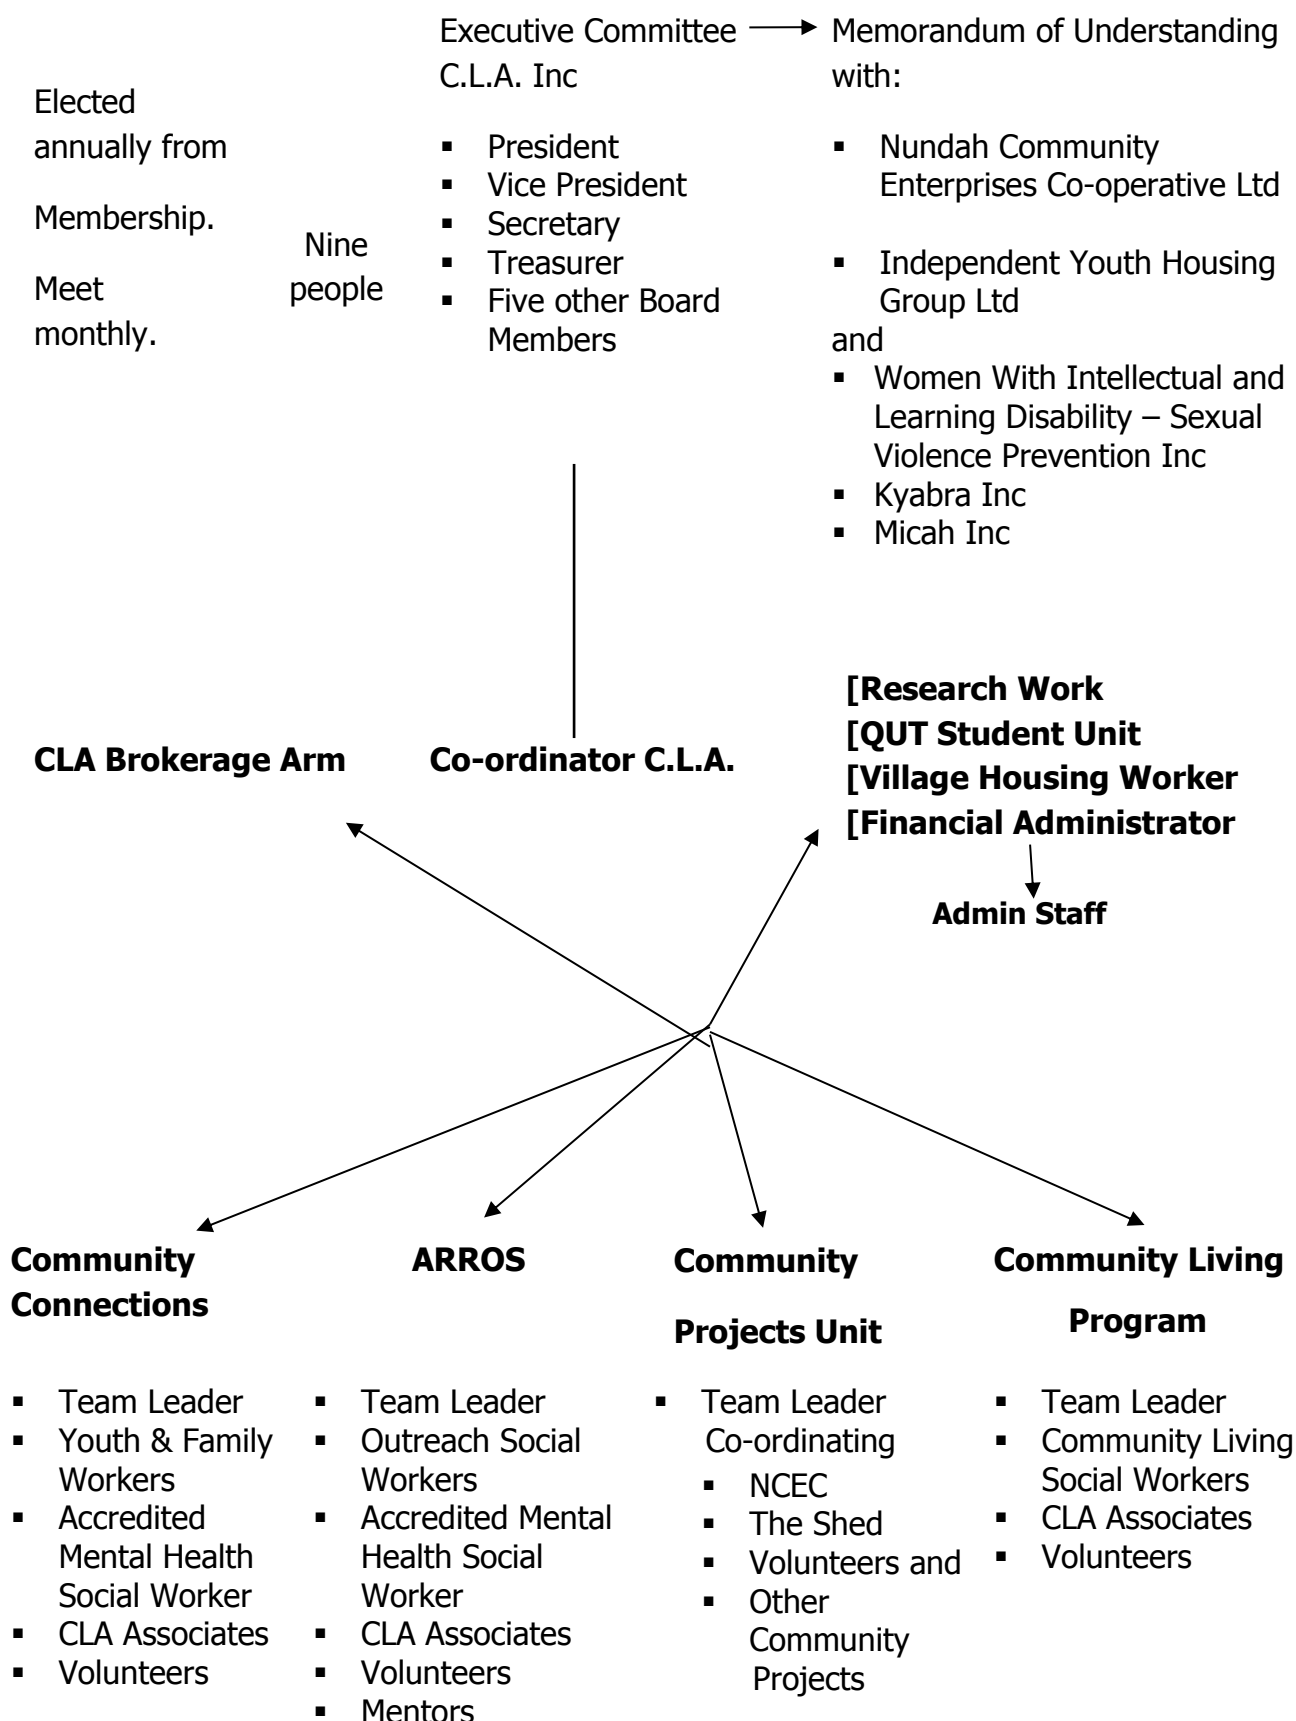 Elected
annually from
Membership.
Meet
monthly.
Nine
people
Executive Committee
C.L.A. Inc
▪ President
▪ Vice President
▪ Secretary
▪ Treasurer
▪ Five other Board
Members
Memorandum of Understanding
with:
▪ Nundah Community
Enterprises Co-operative Ltd
▪ Independent Youth Housing
Group Ltd
and
▪ Women With Intellectual and
Learning Disability – Sexual
Violence Prevention Inc
▪ Kyabra Inc
▪ Micah Inc
CLA Brokerage Arm
Co-ordinator C.L.A.
[Research Work
[QUT Student Unit
[Village Housing Worker
[Financial Administrator
Admin Staff
Community
Connections
▪ Team Leader
▪ Youth & Family
Workers
▪ Accredited
Mental Health
Social Worker
▪ CLA Associates
▪ Volunteers
ARROS
▪ Team Leader
▪ Outreach Social
Workers
▪ Accredited Mental
Health Social
Worker
▪ CLA Associates
▪ Volunteers
▪ Mentors
Community
Projects Unit
▪ Team Leader
Co-ordinating
▪ NCEC
▪ The Shed
▪ Volunteers and
▪ Other
Community
Projects
Community Living
Program
▪ Team Leader
▪ Community Living
Social Workers
▪ CLA Associates
▪ Volunteers